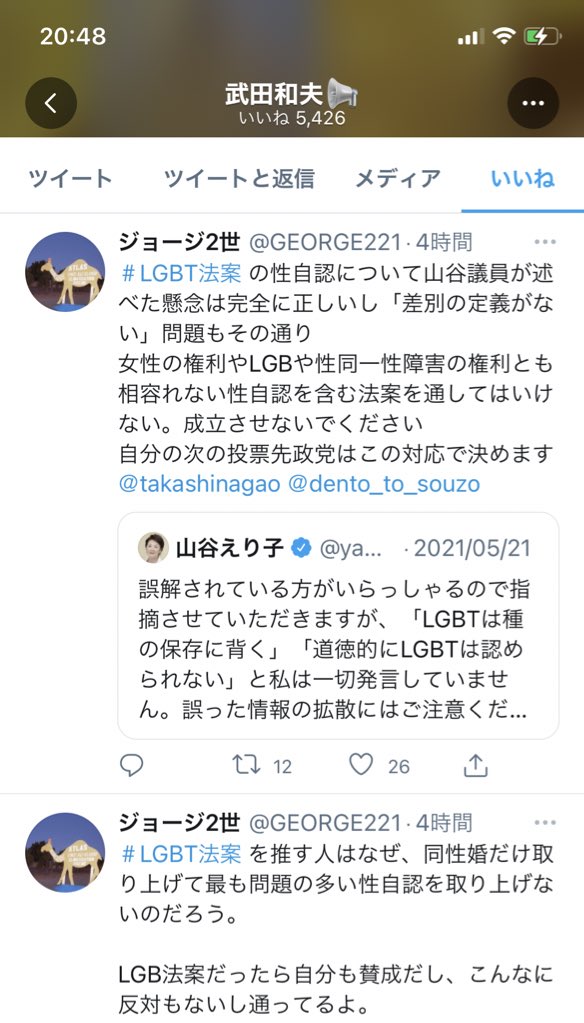 20:48
武田和夫
いいね 5,426
ツイート ツイートと返信 メディア いいね
ジョージ2世 @GEORGE221 · 4時間
#LGBT法案 の性自認について山谷議員が述
べた懸念は完全に正しいし「差別の定義がな
い」問題もその通り
女性の権利やLGBや性同一性障害の権利とも
相容れない性自認を含む法案を通してはいけ
ない。成立させないでください
自分の次の投票先政党はこの対応で決めます
@takashinagao @dento_to_souzo
山谷えり子 @ya... · 2021/05/21
誤解されている方がいらっしゃるので指
摘させていただきますが、「LGBTは種
の保存に背く」「道徳的にLGBTは認め
られない」と私は一切発言していませ
ん。誤った情報の拡散にはご注意くだ...
12 26
ジョージ2世 @GEORGE221 · 4時間
#LGBT法案 を推す人はなぜ、同性婚だけ取
り上げて最も問題の多い性自認を取り上げな
いのだろう。
LGB法案だったら自分も賛成だし、こんなに
反対もないし通ってるよ。